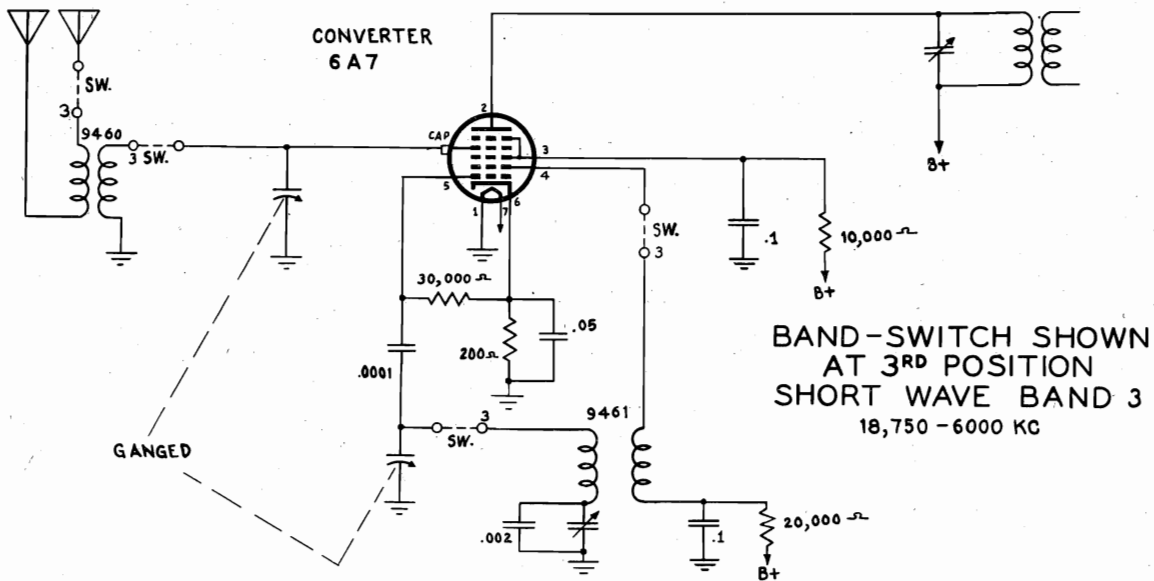 CONVERTER
6A7
SW.
3
9460
3 SW.
CAP
2
3
4
5
6
1
7
B+
SW.
3
.1
10,000 Ω
B+
30,000 Ω
200 Ω
.05
.0001
3
SW.
9461
GANGED
.002
.1
20,000 Ω
B+
BAND-SWITCH SHOWN
AT 3RD POSITION
SHORT WAVE BAND 3
18,750-6000 KC